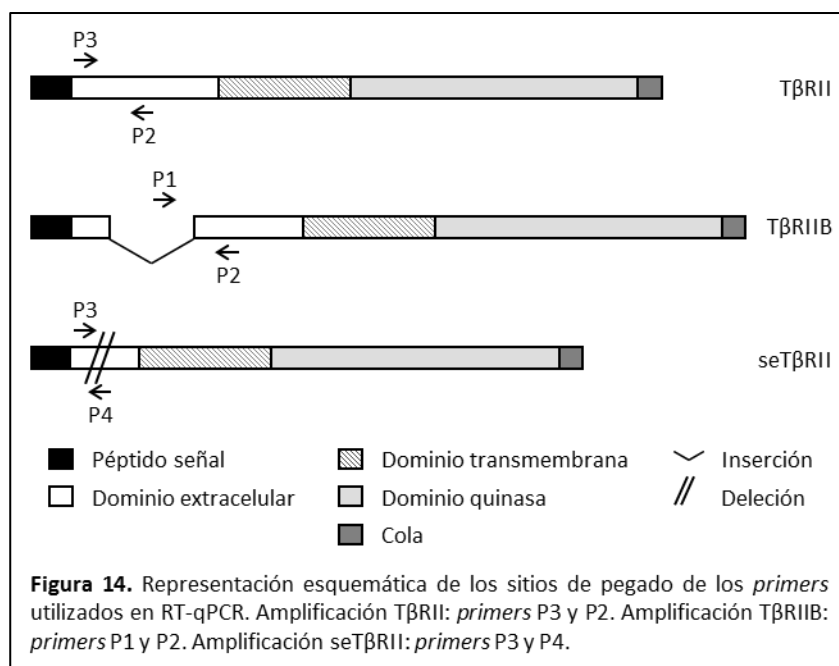 P3
TβRII
P2
P1
TβRIIB
P2
P3
seTβRII
P4
Péptido señal
Dominio transmembrana
Inserción
Dominio extracelular
Dominio quinasa
Deleción
Cola
Figura 14. Representación esquemática de los sitios de pegado de los primers
utilizados en RT-qPCR. Amplificación TβRII: primers P3 y P2. Amplificación TβRIIB:
primers P1 y P2. Amplificación seTβRII: primers P3 y P4.